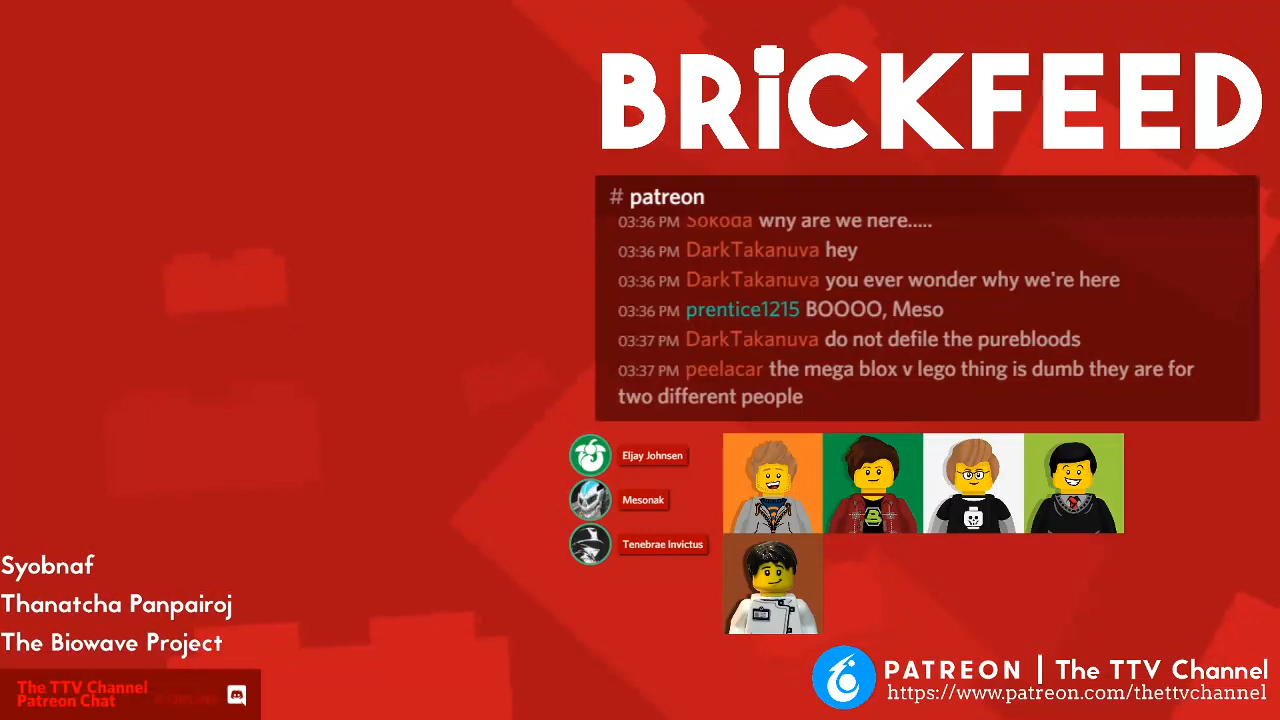 BRiCKFEED
# patreon
03:36 PM Sokoda why are we here.....
03:36 PM DarkTakanuva hey
03:36 PM DarkTakanuva you ever wonder why we're here
03:36 PM prentice1215 BOOOO, Meso
03:37 PM DarkTakanuva do not defile the purebloods
03:37 PM peelacar the mega blox v lego thing is dumb they are for
two different people
Eljay Johnsen
Mesonak
Tenebrae Invictus
Syobnaf
Thanatcha Panpairoj
The Biowave Project
The TTV Channel
Patreon Chat
PATREON | The TTV Channel
https://www.patreon.com/thettvchannel